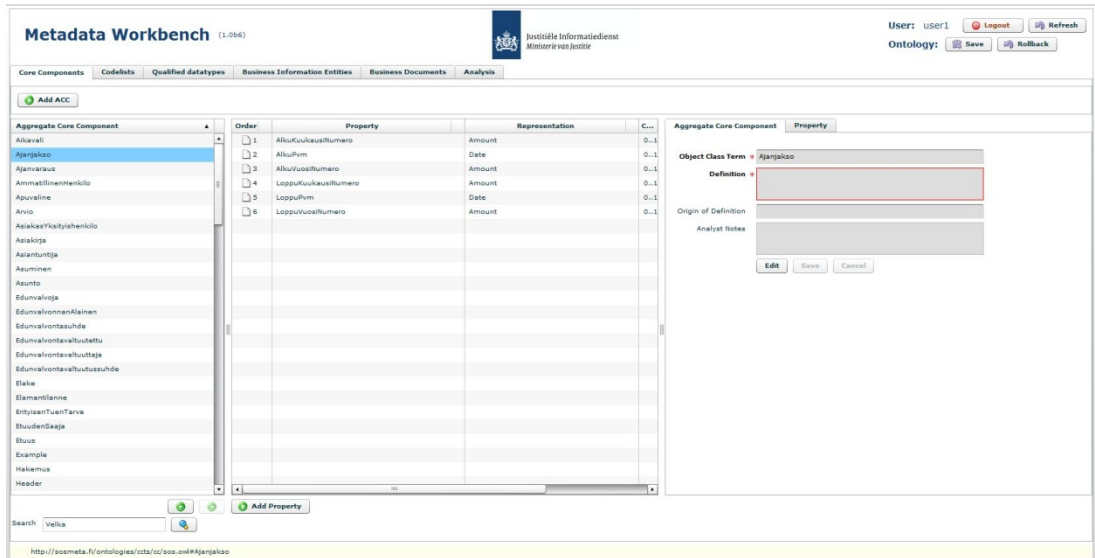 Metadata Workbench (1.0b6)
Justitiële Informatiedienst
Ministerie van Justitie
User: user1 Logout Refresh
Ontology: Save Rollback
Core Components Codelists Qualified datatypes Business Information Entities Business Documents Analysis
Add ACC
Aggregate Core Component
Aikavali
Ajanjakso
Ajanvaraus
AmmatillinenHenkilo
Apuvaline
Arvio
AsiakasYksityishenkilo
Asiakirja
Asiantuntija
Asuminen
Asunto
Edunvalvoja
EdunvalvonnanAlainen
Edunvalvontasuhde
Edunvalvontavaltuutettu
Edunvalvontavaltuuttaja
Edunvalvontavaltuutussuhde
Elake
Elamantilanne
ErityisenTuenTarve
EtuudenSaaja
Etuus
Example
Hakemus
Header
Order Property Representation C...
1 AlkuKuukausiNumero Amount 0..1
2 AlkuPvm Date 0..1
3 AlkuVuosiNumero Amount 0..1
4 LoppuKuukausiNumero Amount 0..1
5 LoppuPvm Date 0..1
6 LoppuVuosiNumero Amount 0..1
Add Property
Aggregate Core Component Property
Object Class Term * Ajanjakso
Definition *
Origin of Definition
Analyst Notes
Edit Save Cancel
Search Velka
http://sosmeta.fi/ontologies/ccts/cc/sos.owl#Ajanjakso